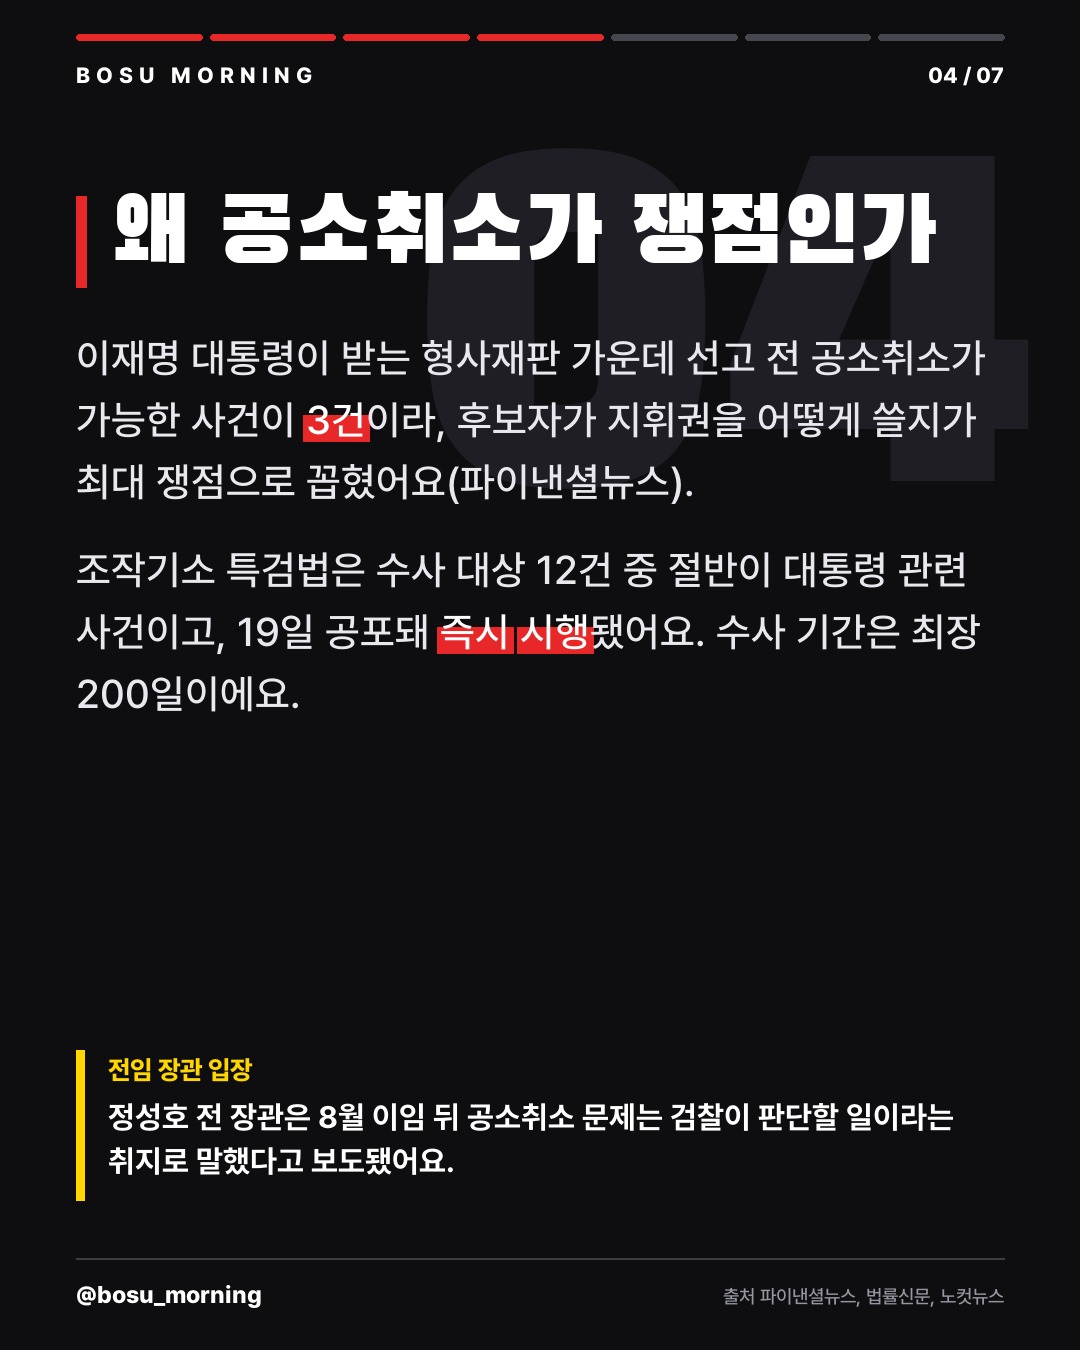 BOSU MORNING
04 / 07
04
왜 공소취소가 쟁점인가
이재명 대통령이 받는 형사재판 가운데 선고 전 공소취소가
가능한 사건이 3건이라, 후보자가 지휘권을 어떻게 쓸지가
최대 쟁점으로 꼽혔어요(파이낸셜뉴스).
조작기소 특검법은 수사 대상 12건 중 절반이 대통령 관련
사건이고, 19일 공포돼 즉시 시행됐어요. 수사 기간은 최장
200일이에요.
전임 장관 입장
정성호 전 장관은 8월 이임 뒤 공소취소 문제는 검찰이 판단할 일이라는
취지로 말했다고 보도됐어요.
@bosu_morning
출처 파이낸셜뉴스, 법률신문, 노컷뉴스